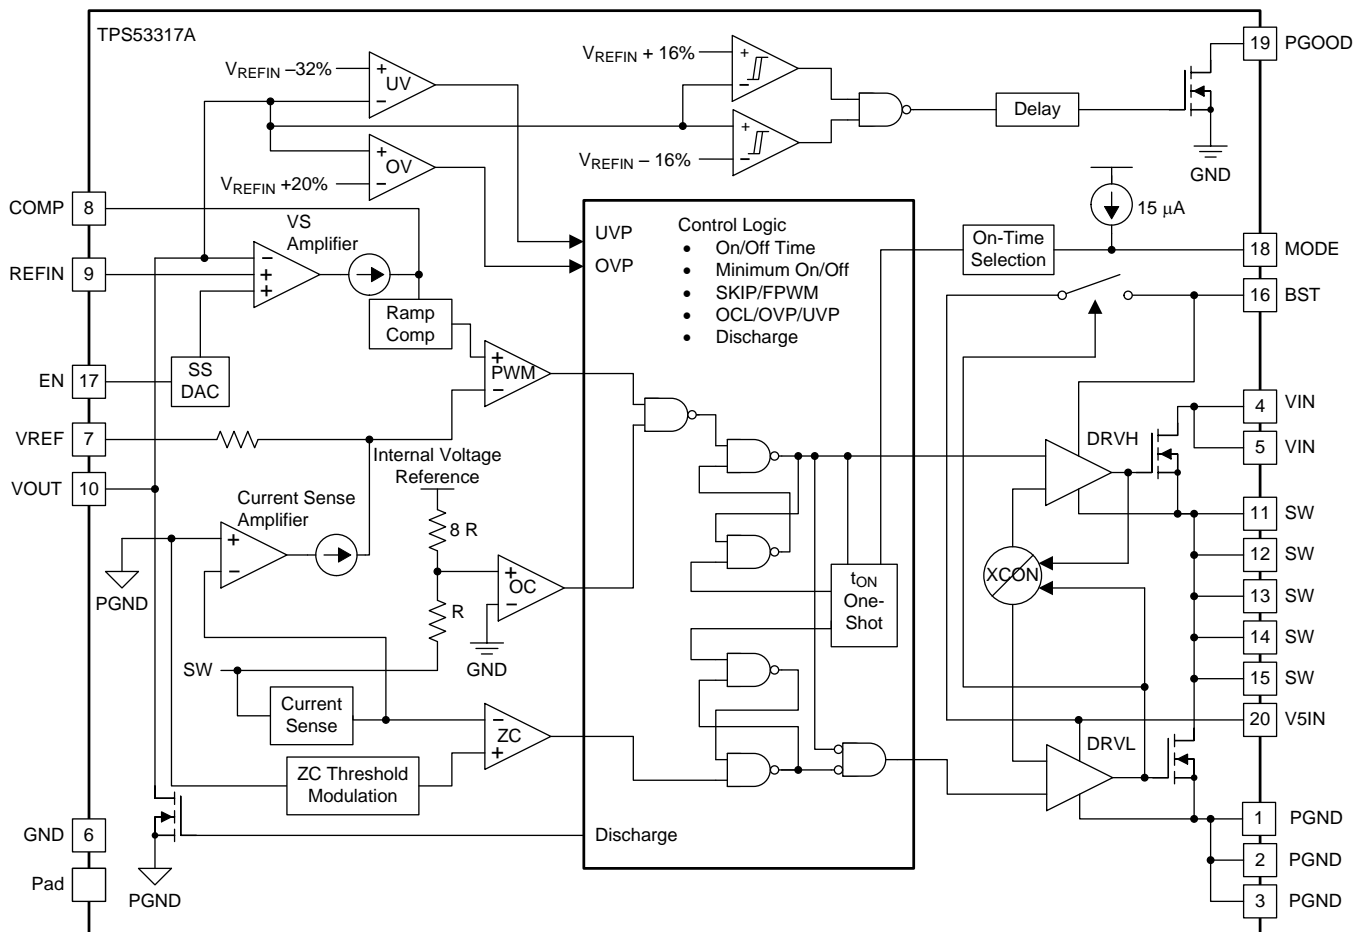 TPS53317A
VREFIN –32%
+
UV
−
+
OV
−
VREFIN +20%
VREFIN + 16%
+
−
+
−
VREFIN − 16%
Delay
GND
19
PGOOD
15 µA
COMP
8
VS
Amplifier
−
+
+
REFIN
9
Ramp
Comp
EN
17
SS
DAC
+
PWM
−
VREF
7
VOUT
10
Internal Voltage
Reference
8 R
R
Current Sense
Amplifier
+
−
PGND
+
OC
−
GND
SW
Current
Sense
−
ZC
+
ZC Threshold
Modulation
GND
6
Pad
PGND
UVP
OVP
Control Logic
• On/Off Time
• Minimum On/Off
• SKIP/FPWM
• OCL/OVP/UVP
• Discharge
tON
One-
Shot
Discharge
On-Time
Selection
18
MODE
16
BST
DRVH
4
VIN
5
VIN
XCON
11
SW
12
SW
13
SW
14
SW
15
SW
20
V5IN
DRVL
1
PGND
2
PGND
3
PGND